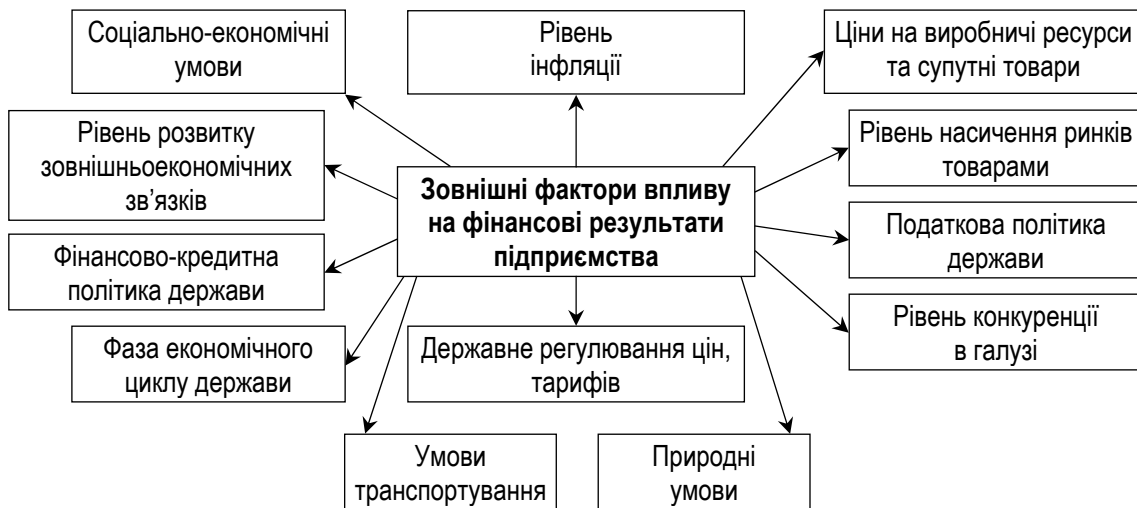 Соціально-економічні
умови
Рівень
інфляції
Ціни на виробничі ресурси
та супутні товари
Рівень розвитку
зовнішньоекономічних
зв’язків
Рівень насичення ринків
товарами
Зовнішні фактори впливу
на фінансові результати
підприємства
Фінансово-кредитна
політика держави
Податкова політика
держави
Фаза економічного
циклу держави
Державне регулювання цін,
тарифів
Рівень конкуренції
в галузі
Умови
транспортування
Природні
умови